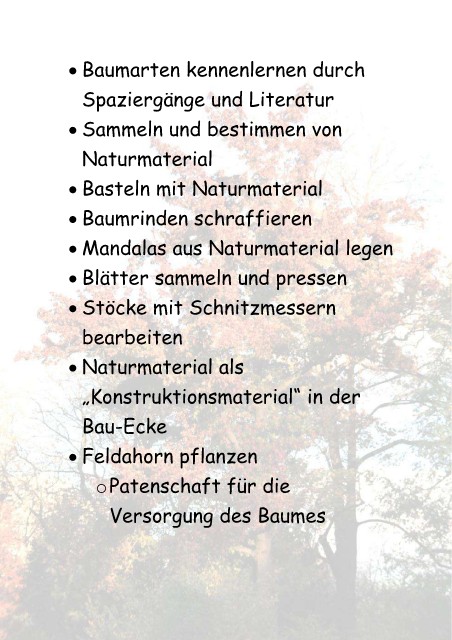 • Baumarten kennenlernen durch
Spaziergänge und Literatur
• Sammeln und bestimmen von
Naturmaterial
• Basteln mit Naturmaterial
• Baumrinden schraffieren
• Mandalas aus Naturmaterial legen
• Blätter sammeln und pressen
• Stöcke mit Schnitzmessern
bearbeiten
• Naturmaterial als
„Konstruktionsmaterial“ in der
Bau-Ecke
• Feldahorn pflanzen
o Patenschaft für die
Versorgung des Baumes